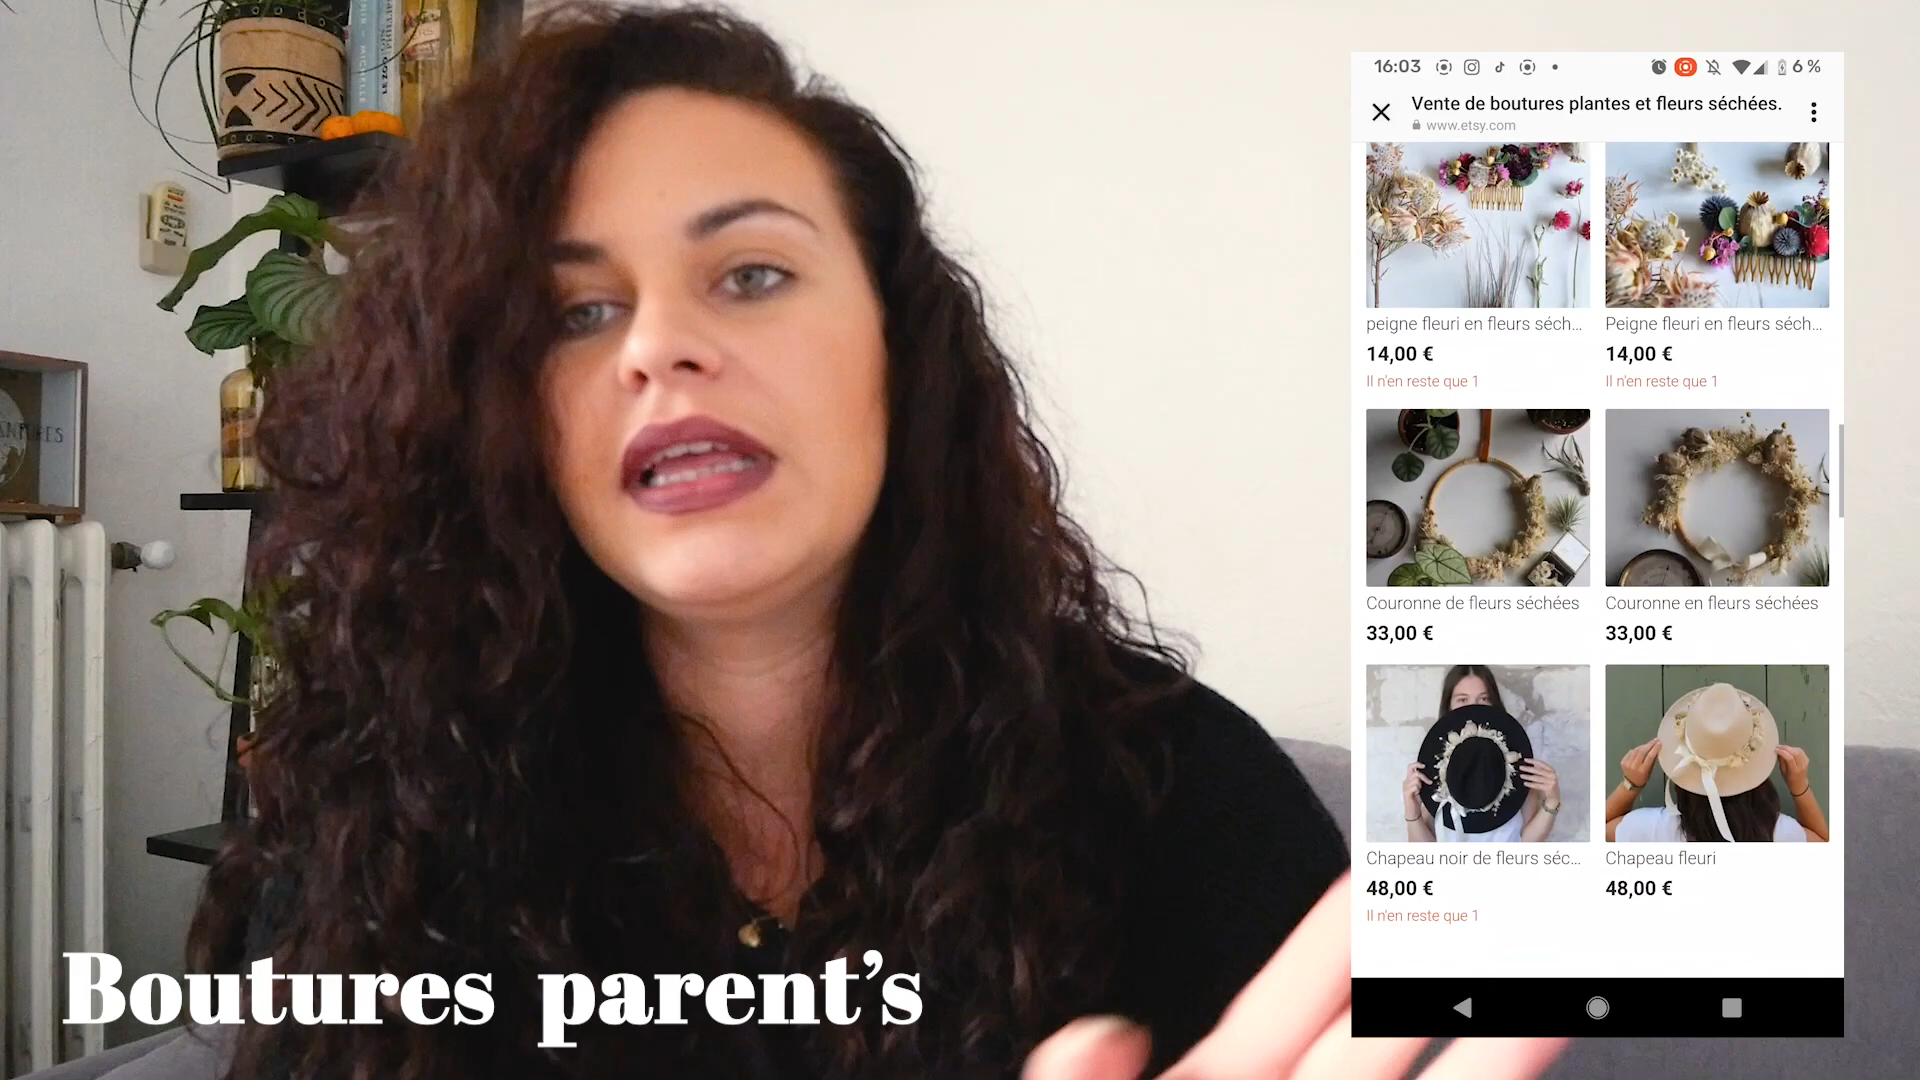 16:03
6 %
Vente de boutures plantes et fleurs séchées.
www.etsy.com
peigne fleuri en fleurs séch...
14,00 €
Il n'en reste que 1
Peigne fleuri en fleurs séch...
14,00 €
Il n'en reste que 1
Couronne de fleurs séchées
33,00 €
Couronne en fleurs séchées
33,00 €
Chapeau noir de fleurs séc...
48,00 €
Il n'en reste que 1
Chapeau fleuri
48,00 €
Boutures parent's